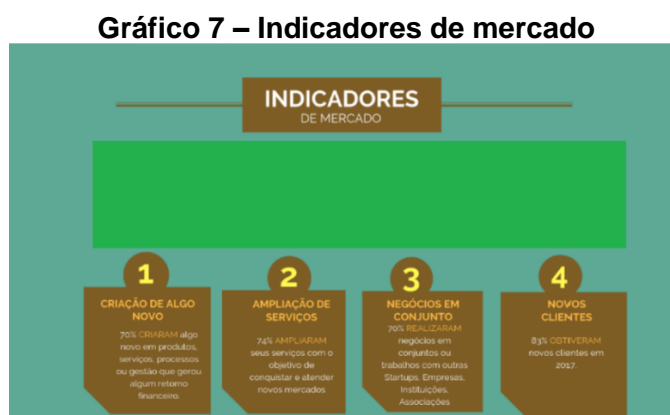 Gráfico 7 – Indicadores de mercado
INDICADORES
DE MERCADO
1
CRIAÇÃO DE ALGO
NOVO
70% CRIARAM algo
novo em produtos,
serviços, processos
ou gestão que gerou
algum retorno
financeiro.
2
AMPLIAÇÃO DE
SERVIÇOS
74% AMPLIARAM
seus serviços com o
objetivo de
conquistar e atender
novos mercados
3
NEGÓCIOS EM
CONJUNTO
70% REALIZARAM
negócios em
conjuntos ou
trabalhos com outras
Startups, Empresas,
Instituições,
Associações
4
NOVOS
CLIENTES
83% OBTIVERAM
novos clientes em
2017.